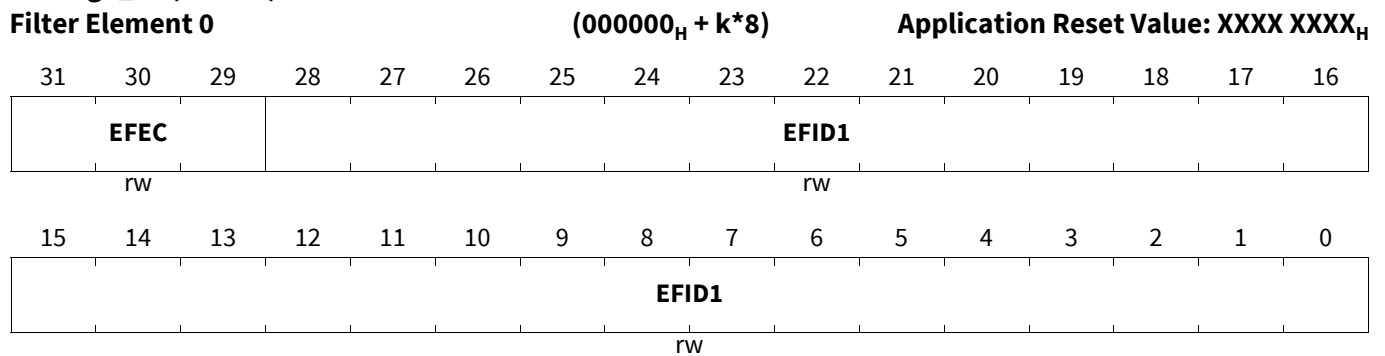 Filter Element 0 (000000H + k*8) Application Reset Value: XXXX XXXXH
31 30 29 28 27 26 25 24 23 22 21 20 19 18 17 16
EFEC EFID1
rw rw
15 14 13 12 11 10 9 8 7 6 5 4 3 2 1 0
EFID1
rw